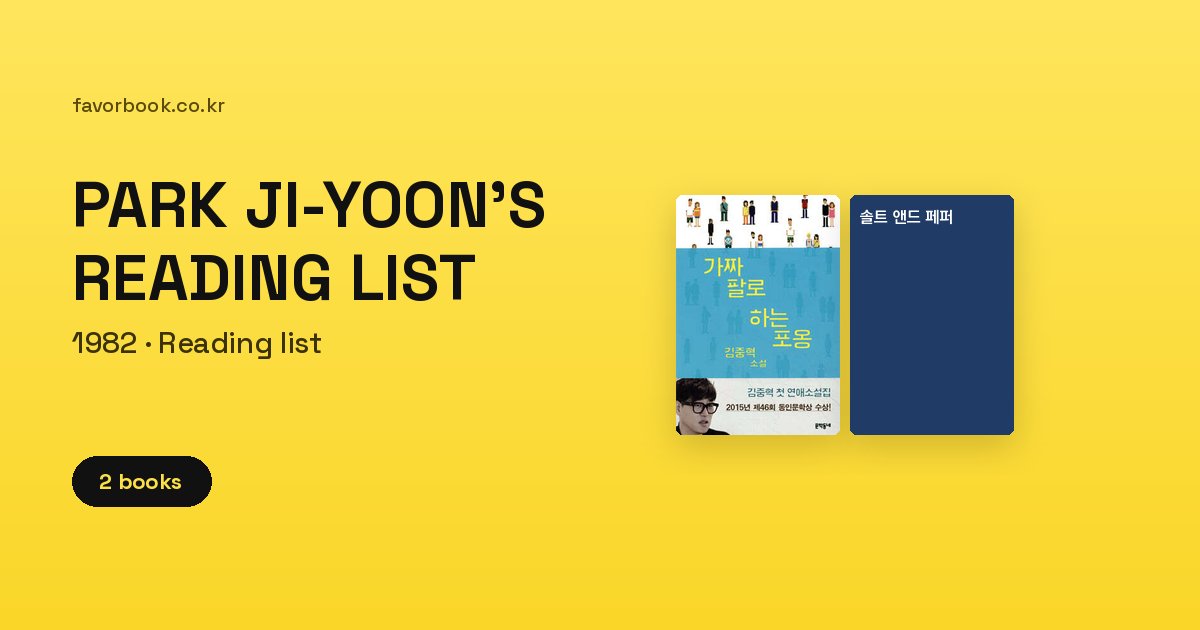 favorbook.co.kr
PARK JI-YOON’S
READING LIST
1982 · Reading list
2 books
가짜
팔로
하는
포옹
김중혁
소설
김중혁 첫 연애소설집
2015년 제46회 동인문학상 수상!
문학동네
솔트 앤드 페퍼